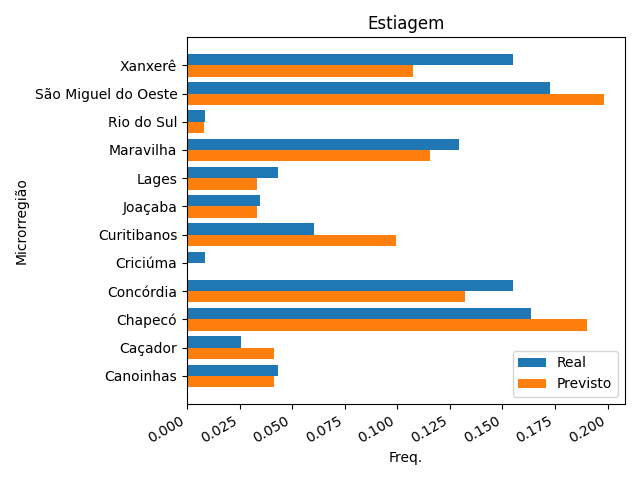 Estiagem
Xanxerê
São Miguel do Oeste
Rio do Sul
Maravilha
Lages
Joaçaba
Curitibanos
Criciúma
Concórdia
Chapecó
Caçador
Canoinhas
Microrregião
Real
Previsto
0.000 0.025 0.050 0.075 0.100 0.125 0.150 0.175 0.200
Freq.